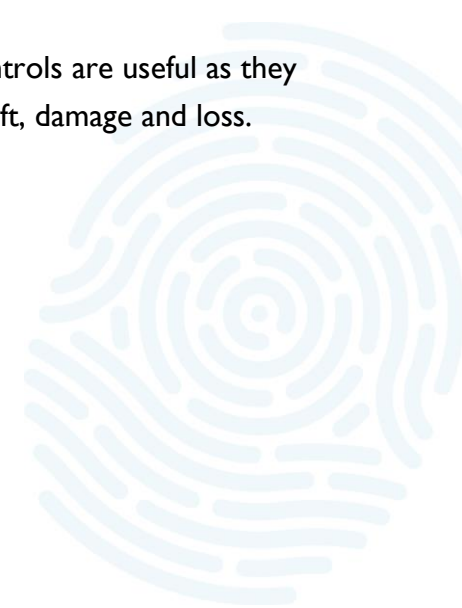 ntrols are useful as they
ft, damage and loss.